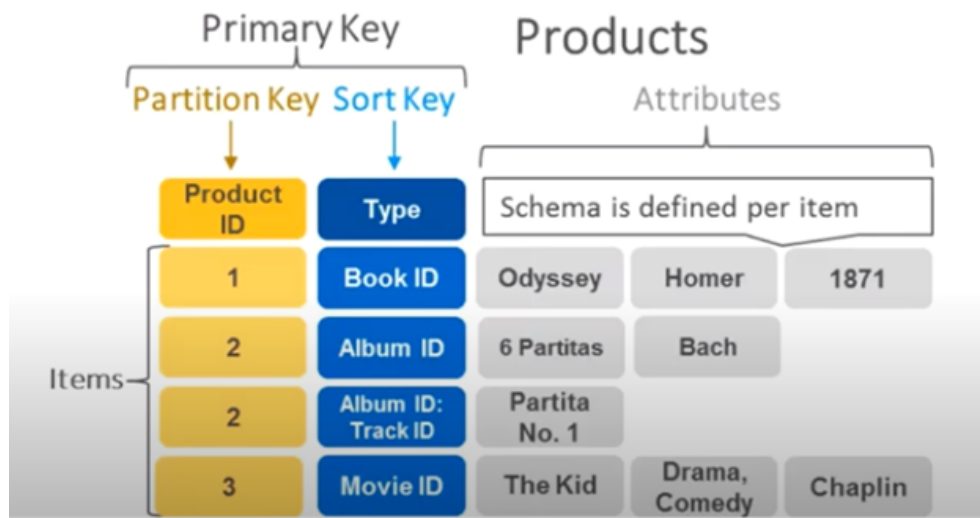 Primary Key
Products
Partition Key Sort Key
Attributes
Product
ID
Type
Schema is defined per item
1
Book ID
Odyssey
Homer
1871
2
Album ID
6 Partitas
Bach
Items
2
Album ID:
Track ID
Partita
No. 1
3
Movie ID
The Kid
Drama,
Comedy
Chaplin